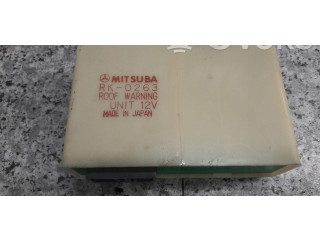 MITSUBA
RK-0263
ROOF WARNING
UNIT 12V
MADE IN JAPAN